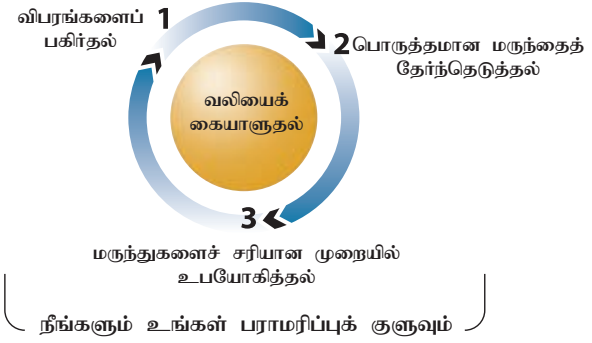 விபரங்களைப்
பகிர்தல்
1
2
பொருத்தமான மருந்தைத்
தேர்ந்தெடுத்தல்
வலியைக்
கையாளுதல்
3
மருந்துகளைச் சரியான முறையில்
உபயோகித்தல்
நீங்களும் உங்கள் பராமரிப்புக் குளுவும்